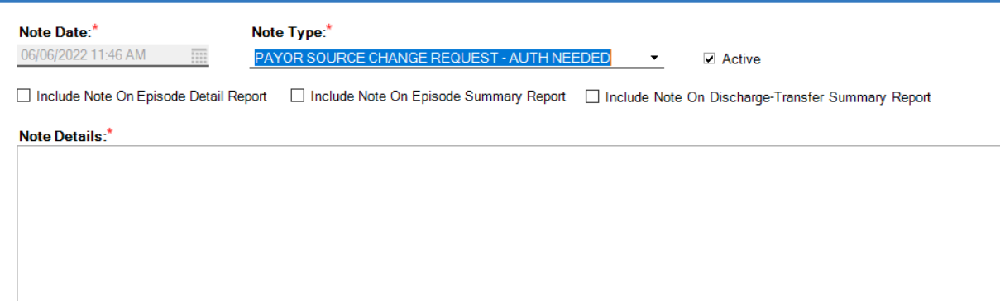 Note Date:* Note Type:*
06/06/2022 11:46 AM PAYOR SOURCE CHANGE REQUEST - AUTH NEEDED Active
Include Note On Episode Detail Report Include Note On Episode Summary Report Include Note On Discharge-Transfer Summary Report
Note Details:*